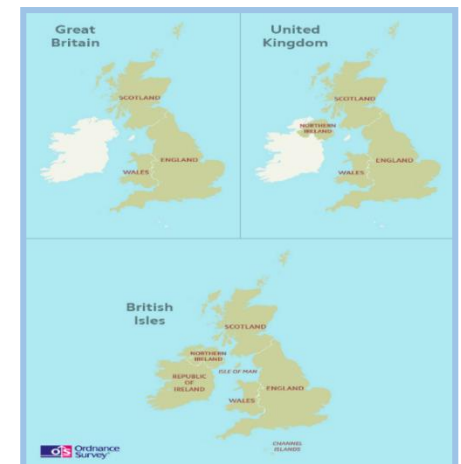 Great
Britain
SCOTLAND
ENGLAND
WALES
United
Kingdom
SCOTLAND
NORTHERN
IRELAND
ENGLAND
WALES
British
Isles
SCOTLAND
NORTHERN
IRELAND
ISLE OF MAN
REPUBLIC
OF
IRELAND
ENGLAND
WALES
CHANNEL
ISLANDS
OS Ordnance
Survey